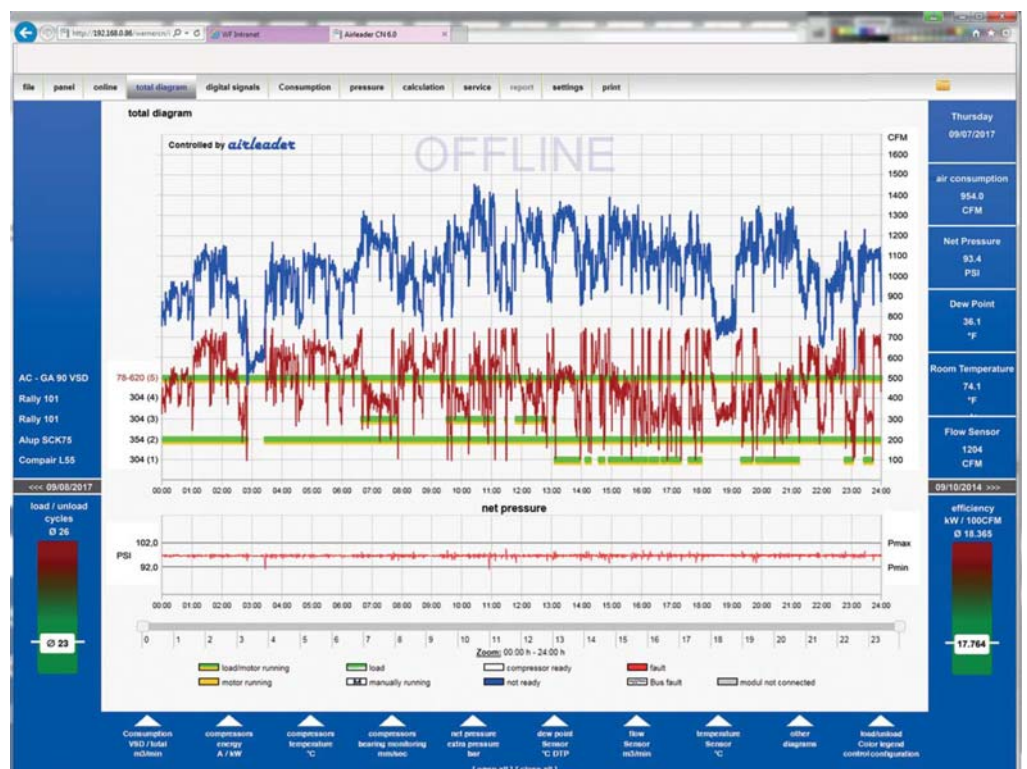 WF Intranet
Airleader CN 6.0
file panel online total diagram digital signals Consumption pressure calculation service report settings print
total diagram
Controlled by airleader
OFFLINE
CFM
1600
1500
1400
1300
1200
1100
1000
900
800
700
600
500
400
300
200
100
AC - GA 90 VSD 78-620 (5)
Rally 101 304 (4)
Rally 101 304 (3)
Alup SCK75 354 (2)
Compair L55 304 (1)
00:00 01:00 02:00 03:00 04:00 05:00 06:00 07:00 08:00 09:00 10:00 11:00 12:00 13:00 14:00 15:00 16:00 17:00 18:00 19:00 20:00 21:00 22:00 23:00 24:00
Thursday
09/07/2017
air consumption
954.0
CFM
Net Pressure
93.4
PSI
Dew Point
36.1
°F
Room Temperature
74.1
°F
Flow Sensor
1204
CFM
<<< 09/08/2017
09/10/2014 >>>
load / unload
cycles
Ø 26
Ø 23
net pressure
PSI
102,0
92,0
Pmax
Pmin
00:00 01:00 02:00 03:00 04:00 05:00 06:00 07:00 08:00 09:00 10:00 11:00 12:00 13:00 14:00 15:00 16:00 17:00 18:00 19:00 20:00 21:00 22:00 23:00 24:00
efficiency
kW / 100CFM
Ø 18.365
17.764
0 1 2 3 4 5 6 7 8 9 10 11 12 13 14 15 16 17 18 19 20 21 22 23
Zoom: 00:00 h - 24:00 h
load/motor running load compressor ready fault
motor running manually running not ready Bus fault modul not connected
Consumption
VSD / total
m3/min
compressors
energy
A / kW
compressors
temperature
°C
compressors
bearing monitoring
mm/sec
net pressure
extra pressure
bar
dew point
Sensor
°C DTP
flow
Sensor
m3/min
temperature
Sensor
°C
other
diagrams
load/unload
Color legend
control configuration